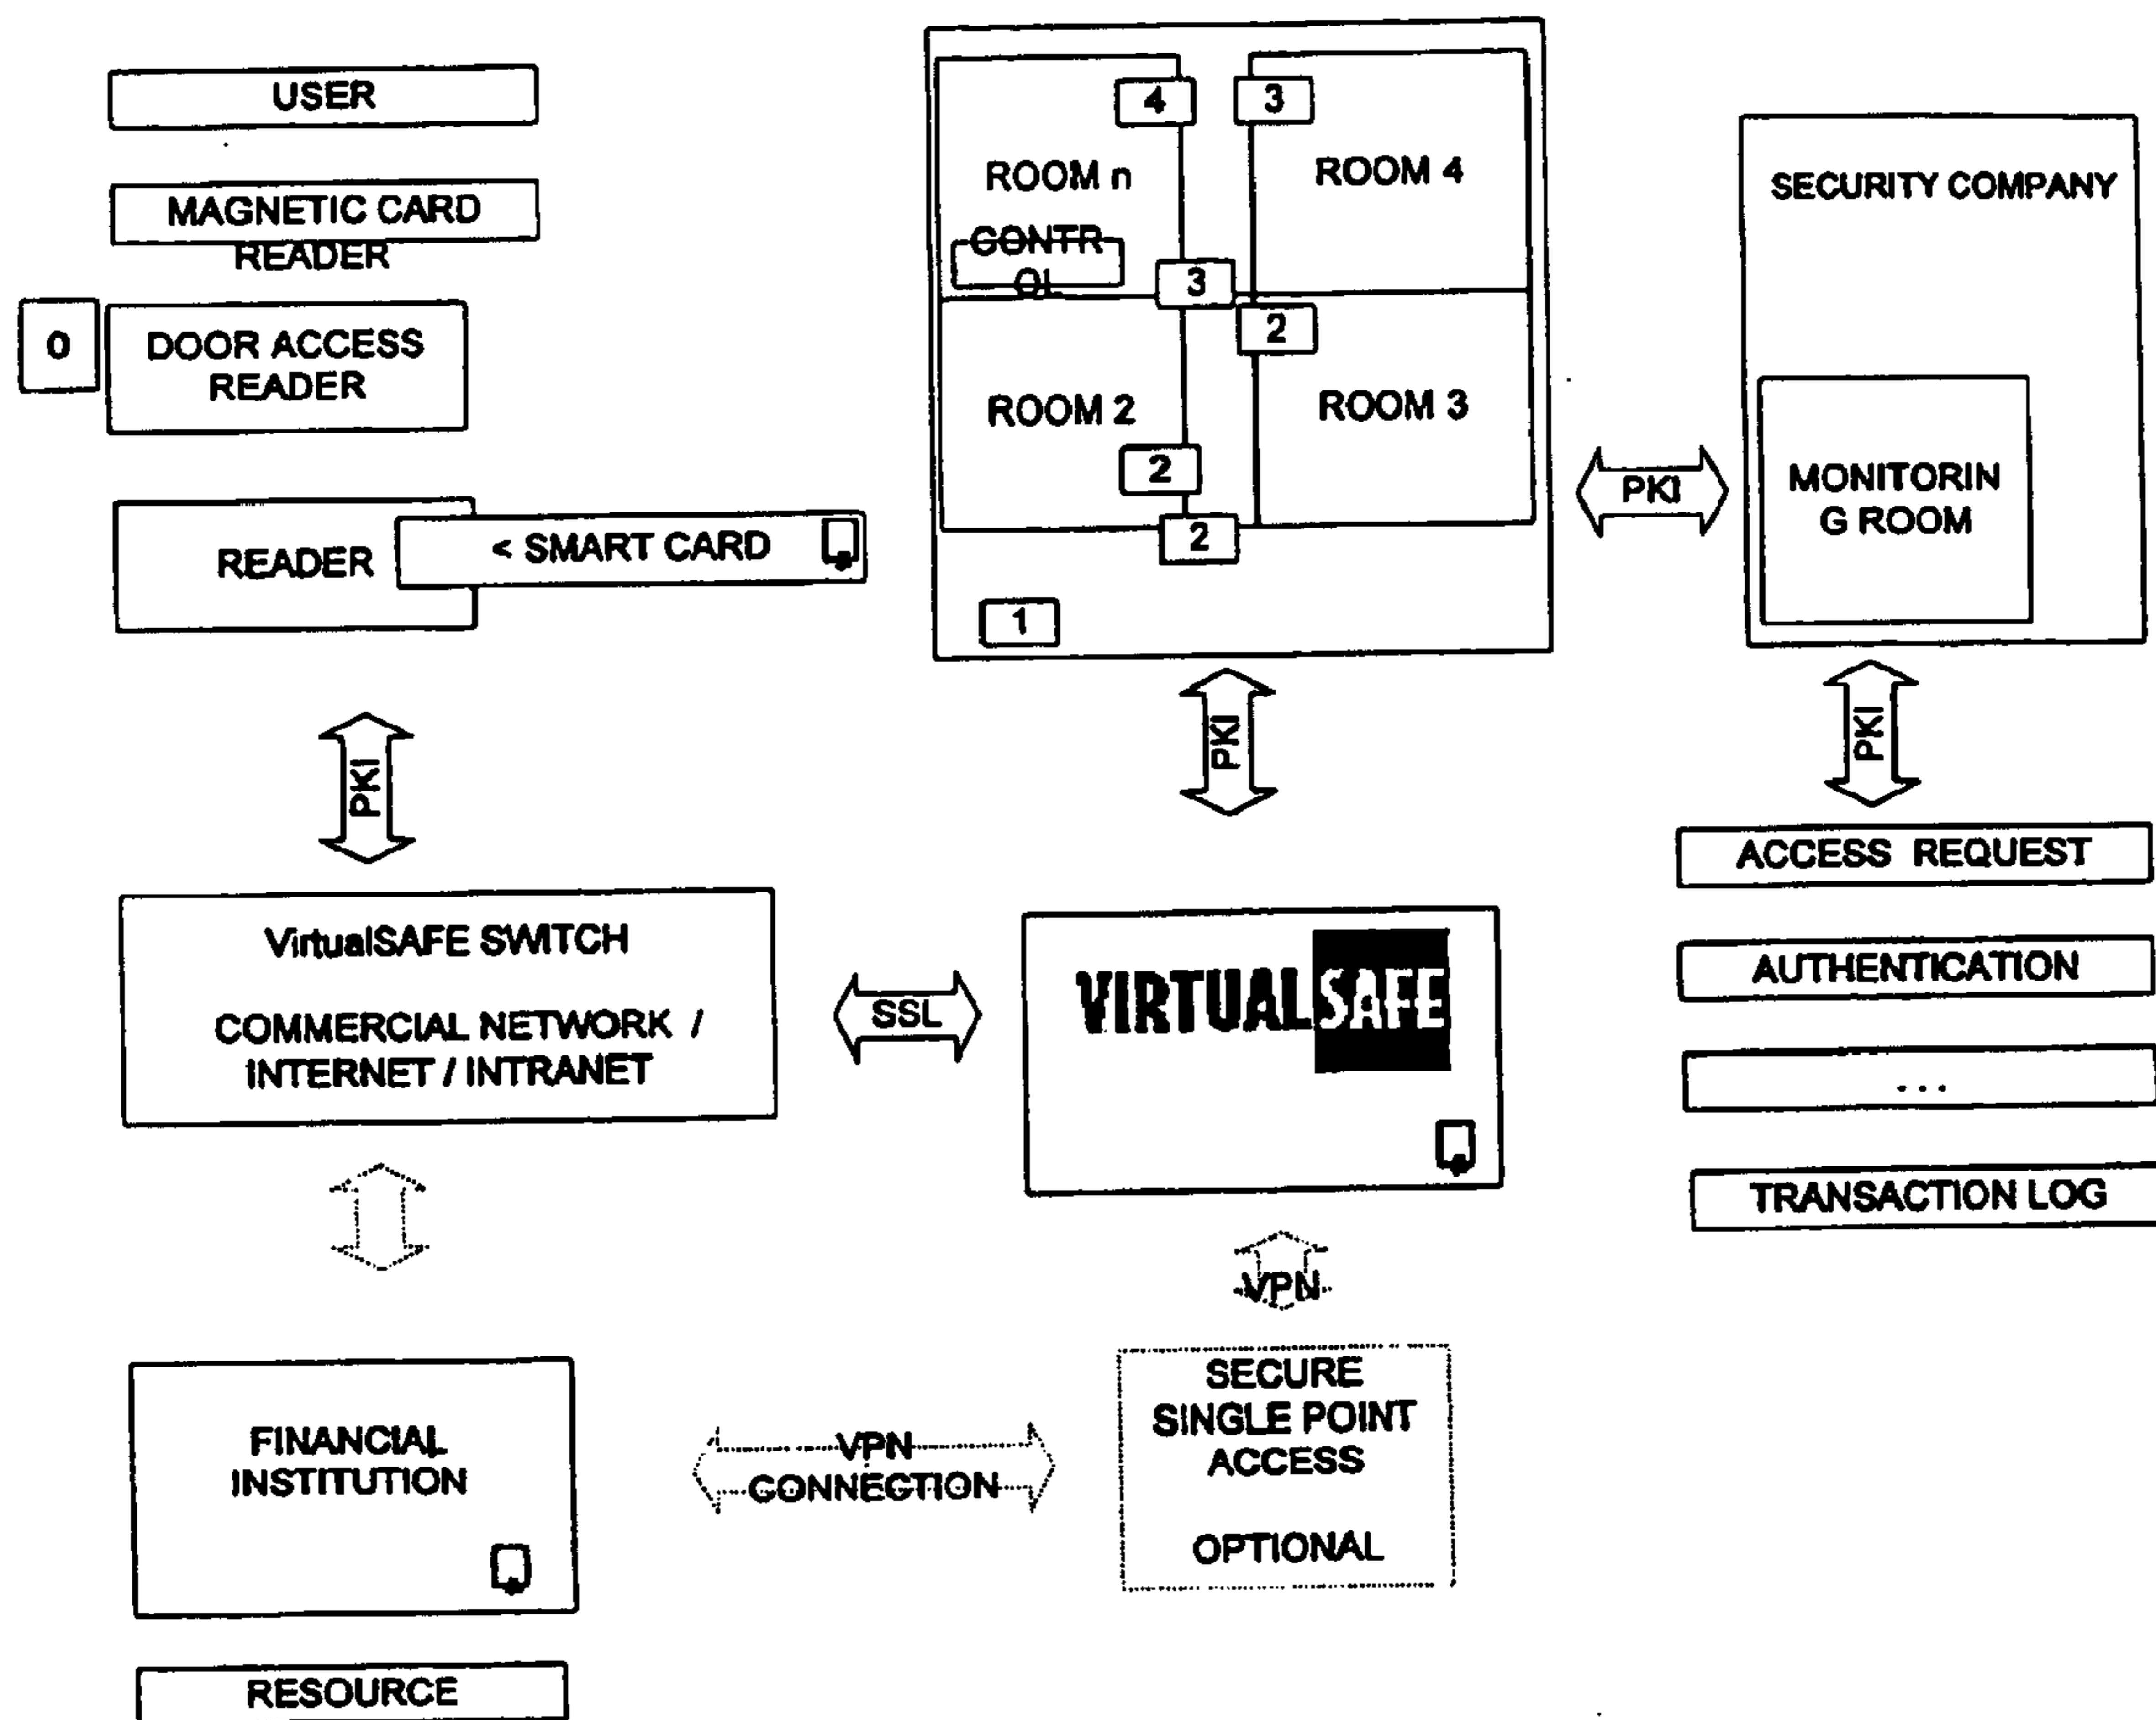 USER
MAGNETIC CARD
READER
0
DOOR ACCESS
READER
READER
< SMART CARD
4
3
ROOM n
ROOM 4
CONTR
OL
3
2
ROOM 2
ROOM 3
2
2
1
PKI
SECURITY COMPANY
MONITORIN
G ROOM
PKI
PKI
PKI
VirtualSAFE SWITCH
COMMERCIAL NETWORK /
INTERNET / INTRANET
SSL
VIRTUALSAFE
ACCESS REQUEST
AUTHENTICATION
...
TRANSACTION LOG
VPN
FINANCIAL
INSTITUTION
VPN
CONNECTION
SECURE
SINGLE POINT
ACCESS
OPTIONAL
RESOURCE